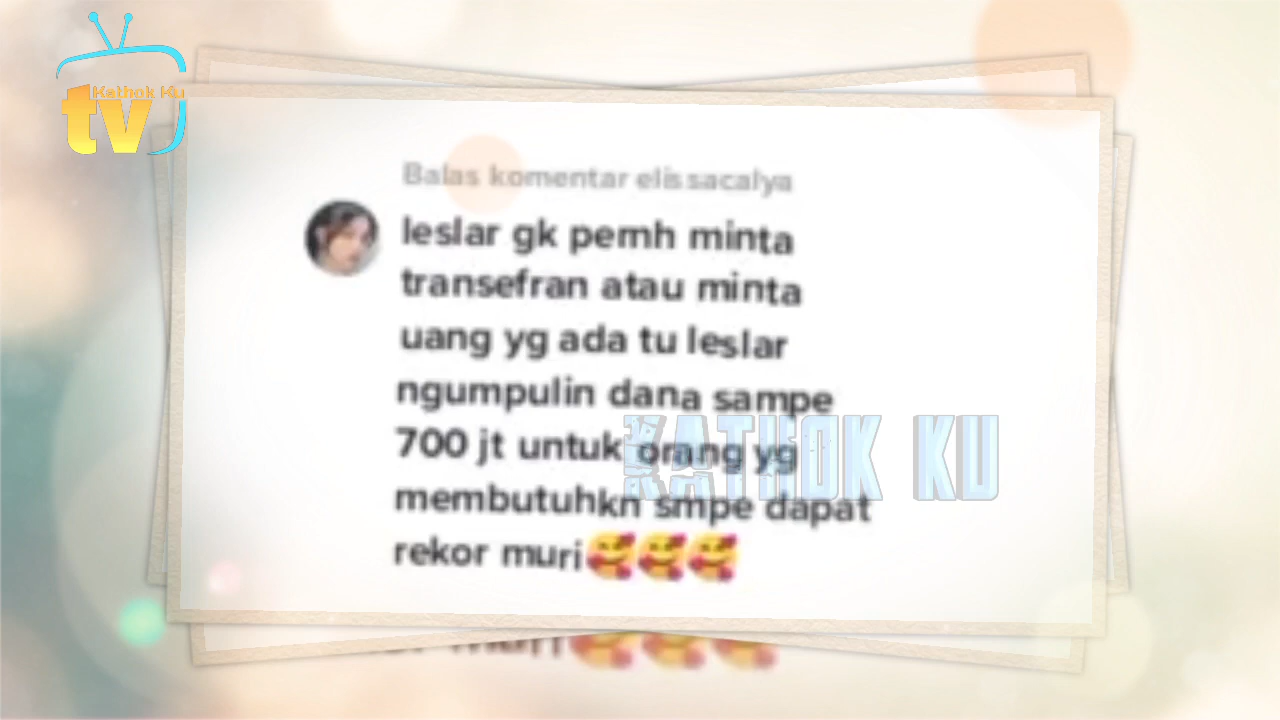 Kathok Ku
tv
Balas komentar elissacalya
leslar gk pernh minta
transefran atau minta
uang yg ada tu leslar
ngumpulin dana sampe
700 jt untuk orang yg
KATHOK KU
membutuhkn smpe dapat
rekor muri🥰🥰🥰